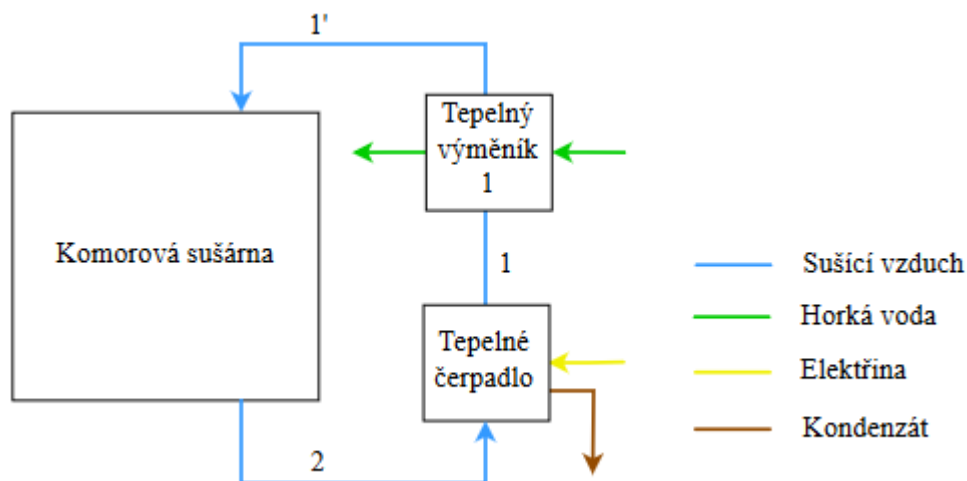 1'
Tepelný
výměník
1
Komorová sušárna
1
Sušící vzduch
Horká voda
Tepelné
čerpadlo
Elektřina
Kondenzát
2